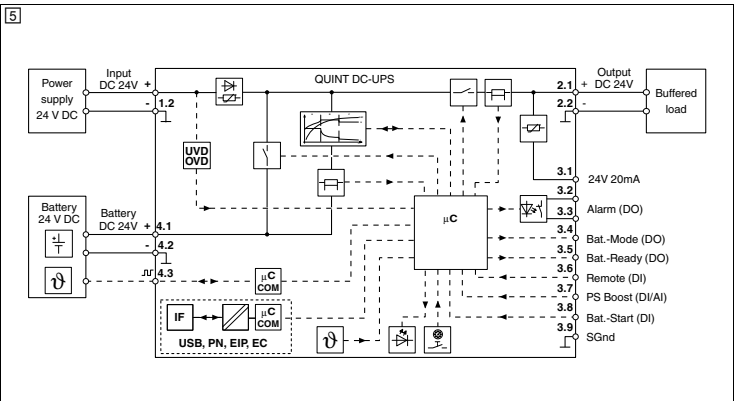 5
QUINT DC-UPS
Power
supply
24 V DC
Input
DC 24V +
- 1.2
UVD
OVD
Battery
24 V DC
Battery
DC 24V + 4.1
- 4.2
4.3
ϑ
µC
COM
IF
µC
COM
USB, PN, EIP, EC
ϑ
µC
Output
2.1 + DC 24V
2.2 -
Buffered
load
3.1
24V 20mA
3.2
3.3
Alarm (DO)
3.4
Bat.-Mode (DO)
3.5
Bat.-Ready (DO)
3.6
Remote (DI)
3.7
PS Boost (DI/AI)
3.8
Bat.-Start (DI)
3.9
SGnd